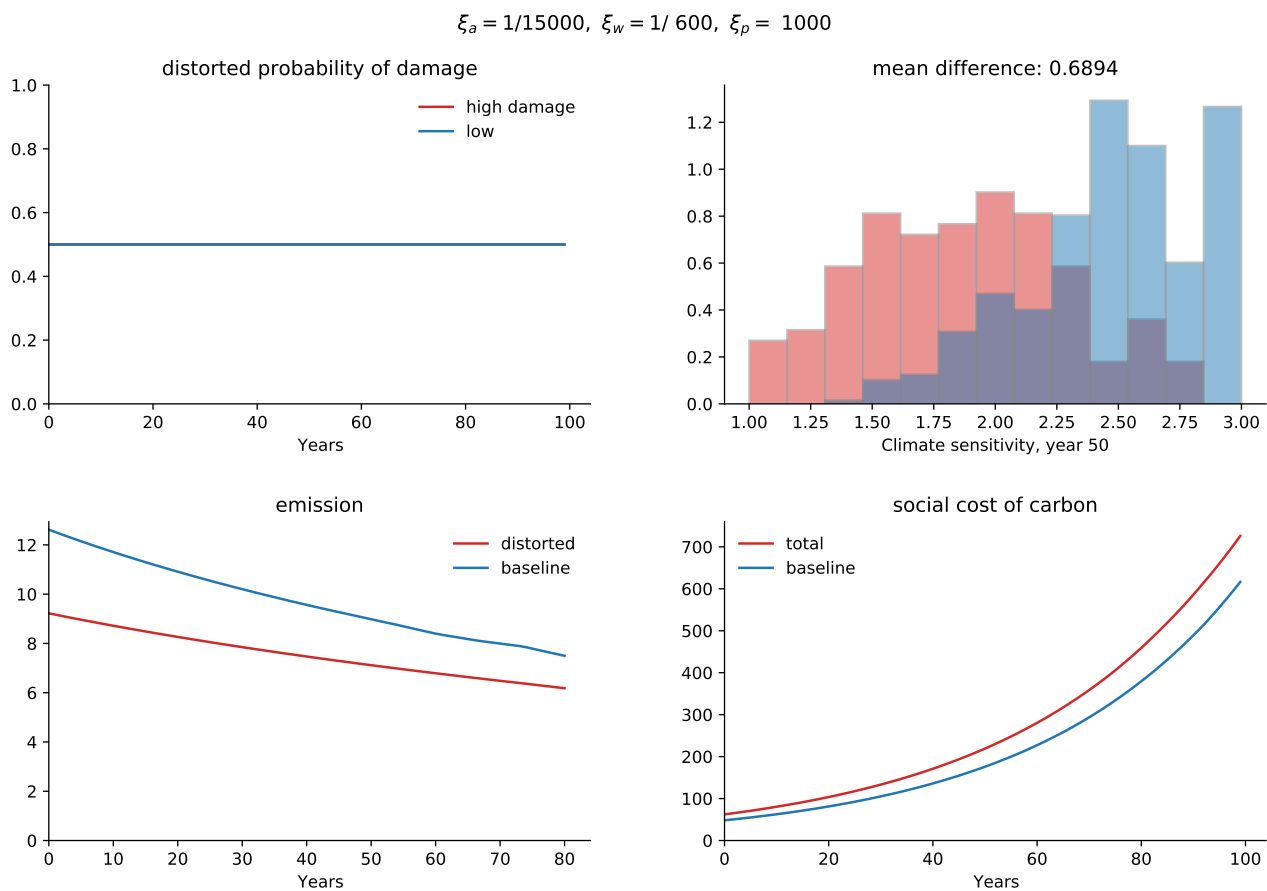 ξₐ = 1/15000, ξ_w = 1/ 600, ξ_p = 1000
distorted probability of damage
1.0
0.8
0.6
0.4
0.2
0.0
high damage
low
0 20 40 60 80 100
Years
mean difference: 0.6894
1.2
1.0
0.8
0.6
0.4
0.2
0.0
1.00 1.25 1.50 1.75 2.00 2.25 2.50 2.75 3.00
Climate sensitivity, year 50
emission
12
10
8
6
4
2
0
distorted
baseline
0 10 20 30 40 50 60 70 80
Years
social cost of carbon
700
600
500
400
300
200
100
0
total
baseline
0 20 40 60 80 100
Years